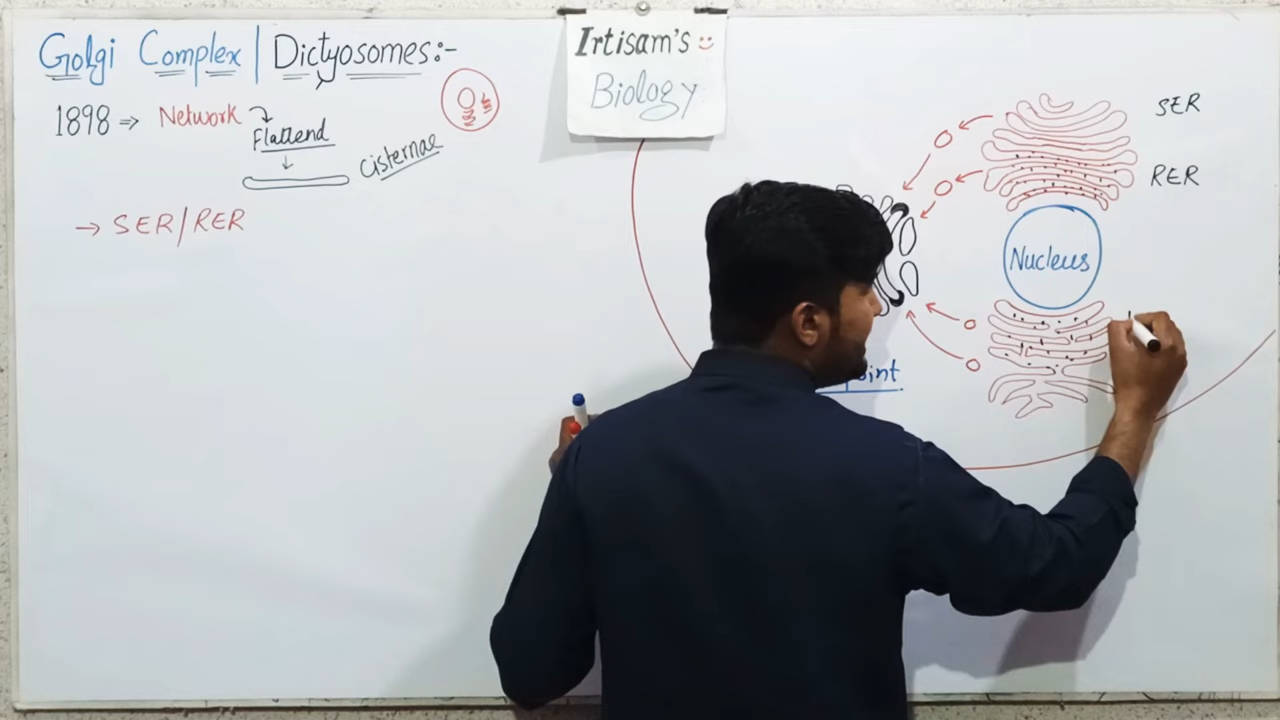 Golgi Complex | Dictyosomes:-
1898 ⇒ Network
Flattend
Cisternae
→ SER/RER
Irtisam's
Biology
SER
RER
Nucleus